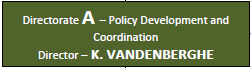 Directorate A – Policy Development and
Coordination
Director – K. VANDENBERGHE